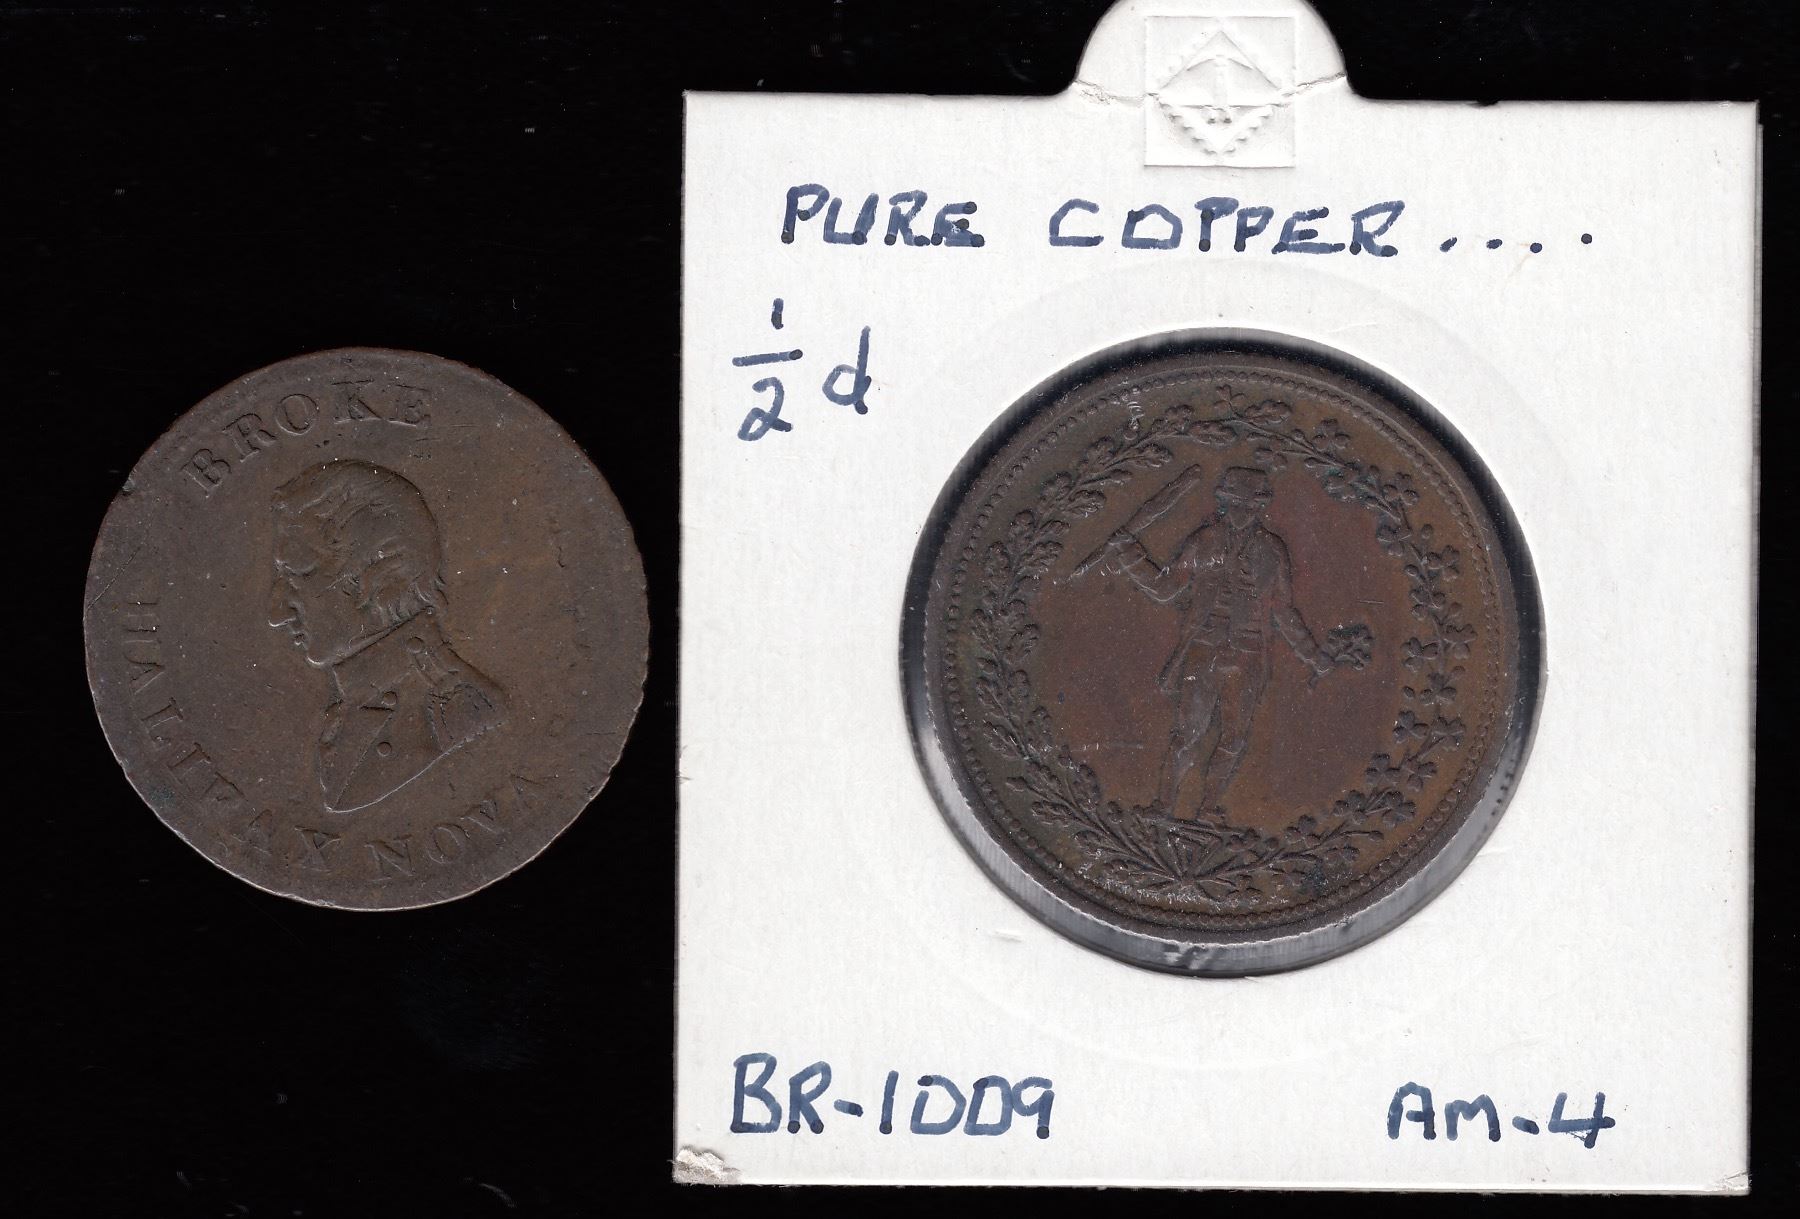 BROKE
HALIFAX NOVA
PURE COPPER....
1/2 d
BR-1009
AM-4